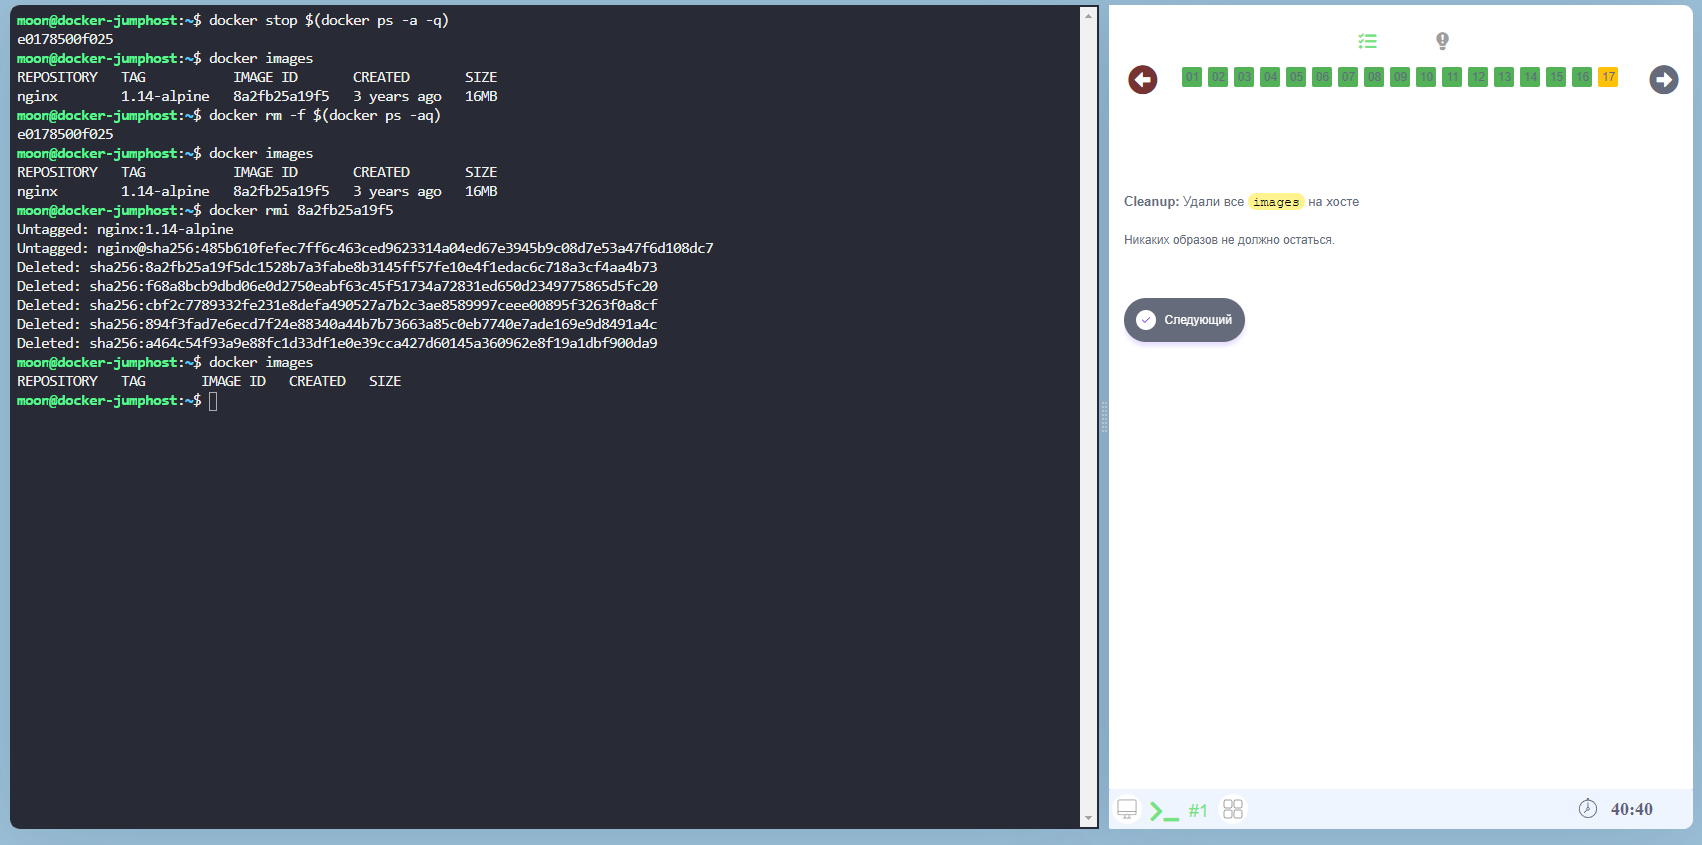 moon@docker-jumphost:~$ docker stop $(docker ps -a -q)
e0178500f025
moon@docker-jumphost:~$ docker images
REPOSITORY   TAG           IMAGE ID       CREATED       SIZE
nginx        1.14-alpine   8a2fb25a19f5   3 years ago   16MB
moon@docker-jumphost:~$ docker rm -f $(docker ps -aq)
e0178500f025
moon@docker-jumphost:~$ docker images
REPOSITORY   TAG           IMAGE ID       CREATED       SIZE
nginx        1.14-alpine   8a2fb25a19f5   3 years ago   16MB
moon@docker-jumphost:~$ docker rmi 8a2fb25a19f5
Untagged: nginx:1.14-alpine
Untagged: nginx@sha256:485b610fefec7ff6c463ced9623314a04ed67e3945b9c08d7e53a47f6d108dc7
Deleted: sha256:8a2fb25a19f5dc1528b7a3fabe8b3145ff57fe10e4f1edac6c718a3cf4aa4b73
Deleted: sha256:f68a8bcb9dbd06e0d2750eabf63c45f51734a72831ed650d2349775865d5fc20
Deleted: sha256:cbf2c7789332fe231e8defa490527a7b2c3ae8589997ceee00895f3263f0a8cf
Deleted: sha256:894f3fad7e6ecd7f24e88340a44b7b73663a85c0eb7740e7ade169e9d8491a4c
Deleted: sha256:a464c54f93a9e88fc1d33df1e0e39cca427d60145a360962e8f19a1dbf900da9
moon@docker-jumphost:~$ docker images
REPOSITORY   TAG       IMAGE ID   CREATED   SIZE
moon@docker-jumphost:~$
01 02 03 04 05 06 07 08 09 10 11 12 13 14 15 16 17
Cleanup: Удали все images на хосте
Никаких образов не должно остаться.
Следующий
#1
40:40